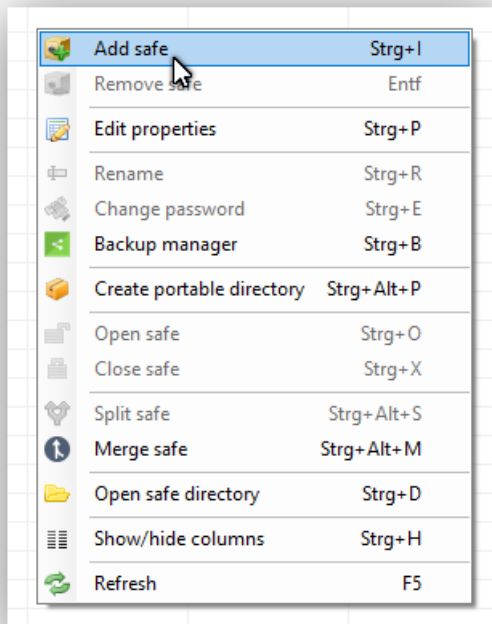 Add safe Strg+I
Remove safe Entf
Edit properties Strg+P
Rename Strg+R
Change password Strg+E
Backup manager Strg+B
Create portable directory Strg+Alt+P
Open safe Strg+O
Close safe Strg+X
Split safe Strg+Alt+S
Merge safe Strg+Alt+M
Open safe directory Strg+D
Show/hide columns Strg+H
Refresh F5